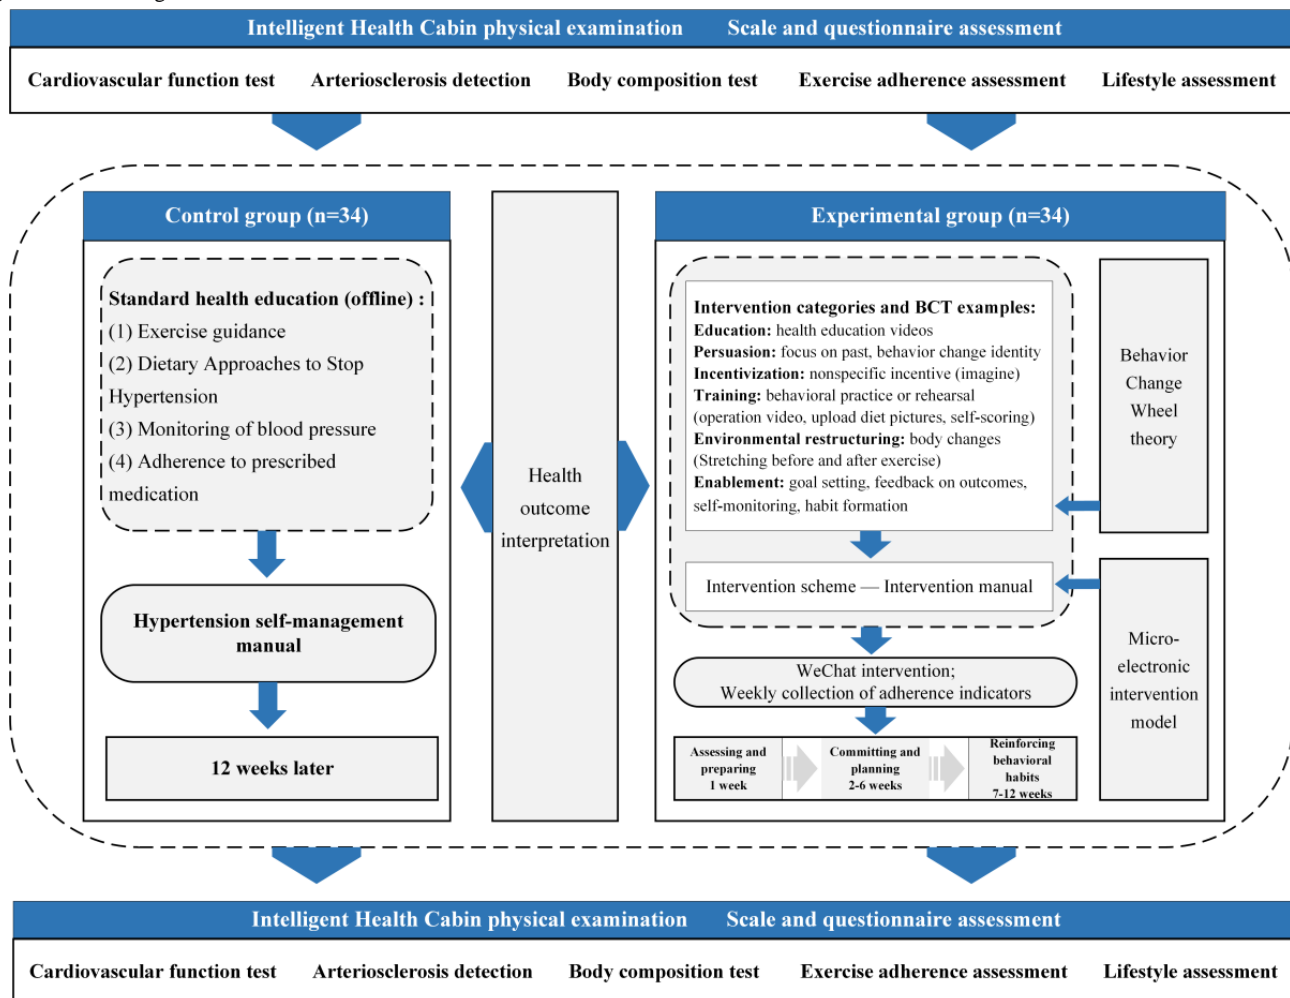 Intelligent Health Cabin physical examination Scale and questionnaire assessment
Cardiovascular function test Arteriosclerosis detection Body composition test Exercise adherence assessment Lifestyle assessment
Control group (n=34)
Standard health education (offline) :
(1) Exercise guidance
(2) Dietary Approaches to Stop
Hypertension
(3) Monitoring of blood pressure
(4) Adherence to prescribed
medication
Hypertension self-management
manual
12 weeks later
Health
outcome
interpretation
Experimental group (n=34)
Intervention categories and BCT examples:
Education: health education videos
Persuasion: focus on past, behavior change identity
Incentivization: nonspecific incentive (imagine)
Training: behavioral practice or rehearsal
(operation video, upload diet pictures, self-scoring)
Environmental restructuring: body changes
(Stretching before and after exercise)
Enablement: goal setting, feedback on outcomes,
self-monitoring, habit formation
Intervention scheme — Intervention manual
WeChat intervention;
Weekly collection of adherence indicators
Assessing and
preparing
1 week
Committing and
planning
2-6 weeks
Reinforcing
behavioral
habits
7-12 weeks
Behavior
Change
Wheel
theory
Micro-
electronic
intervention
model
Intelligent Health Cabin physical examination Scale and questionnaire assessment
Cardiovascular function test Arteriosclerosis detection Body composition test Exercise adherence assessment Lifestyle assessment